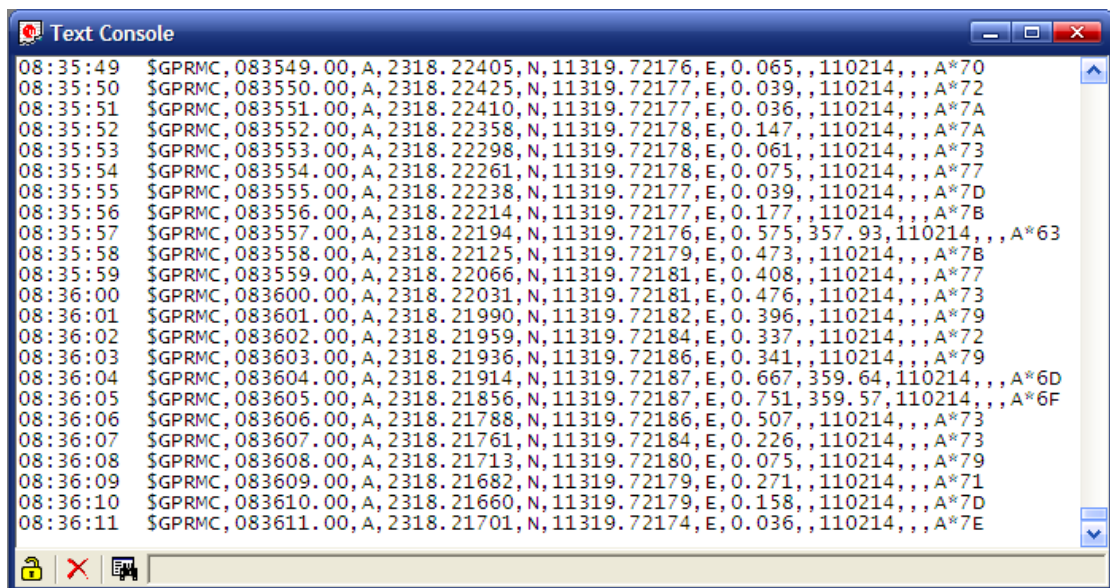 Text Console
08:35:49 $GPRMC,083549.00,A,2318.22405,N,11319.72176,E,0.065,,110214,,,A*70
08:35:50 $GPRMC,083550.00,A,2318.22425,N,11319.72177,E,0.039,,110214,,,A*72
08:35:51 $GPRMC,083551.00,A,2318.22410,N,11319.72177,E,0.036,,110214,,,A*7A
08:35:52 $GPRMC,083552.00,A,2318.22358,N,11319.72178,E,0.147,,110214,,,A*7A
08:35:53 $GPRMC,083553.00,A,2318.22298,N,11319.72178,E,0.061,,110214,,,A*73
08:35:54 $GPRMC,083554.00,A,2318.22261,N,11319.72178,E,0.075,,110214,,,A*77
08:35:55 $GPRMC,083555.00,A,2318.22238,N,11319.72177,E,0.039,,110214,,,A*7D
08:35:56 $GPRMC,083556.00,A,2318.22214,N,11319.72177,E,0.177,,110214,,,A*7B
08:35:57 $GPRMC,083557.00,A,2318.22194,N,11319.72176,E,0.575,357.93,110214,,,A*63
08:35:58 $GPRMC,083558.00,A,2318.22125,N,11319.72179,E,0.473,,110214,,,A*7B
08:35:59 $GPRMC,083559.00,A,2318.22066,N,11319.72181,E,0.408,,110214,,,A*77
08:36:00 $GPRMC,083600.00,A,2318.22031,N,11319.72181,E,0.476,,110214,,,A*73
08:36:01 $GPRMC,083601.00,A,2318.21990,N,11319.72182,E,0.396,,110214,,,A*79
08:36:02 $GPRMC,083602.00,A,2318.21959,N,11319.72184,E,0.337,,110214,,,A*72
08:36:03 $GPRMC,083603.00,A,2318.21936,N,11319.72186,E,0.341,,110214,,,A*79
08:36:04 $GPRMC,083604.00,A,2318.21914,N,11319.72187,E,0.667,359.64,110214,,,A*6D
08:36:05 $GPRMC,083605.00,A,2318.21856,N,11319.72187,E,0.751,359.57,110214,,,A*6F
08:36:06 $GPRMC,083606.00,A,2318.21788,N,11319.72186,E,0.507,,110214,,,A*73
08:36:07 $GPRMC,083607.00,A,2318.21761,N,11319.72184,E,0.226,,110214,,,A*73
08:36:08 $GPRMC,083608.00,A,2318.21713,N,11319.72180,E,0.075,,110214,,,A*79
08:36:09 $GPRMC,083609.00,A,2318.21682,N,11319.72179,E,0.271,,110214,,,A*71
08:36:10 $GPRMC,083610.00,A,2318.21660,N,11319.72179,E,0.158,,110214,,,A*7D
08:36:11 $GPRMC,083611.00,A,2318.21701,N,11319.72174,E,0.036,,110214,,,A*7E